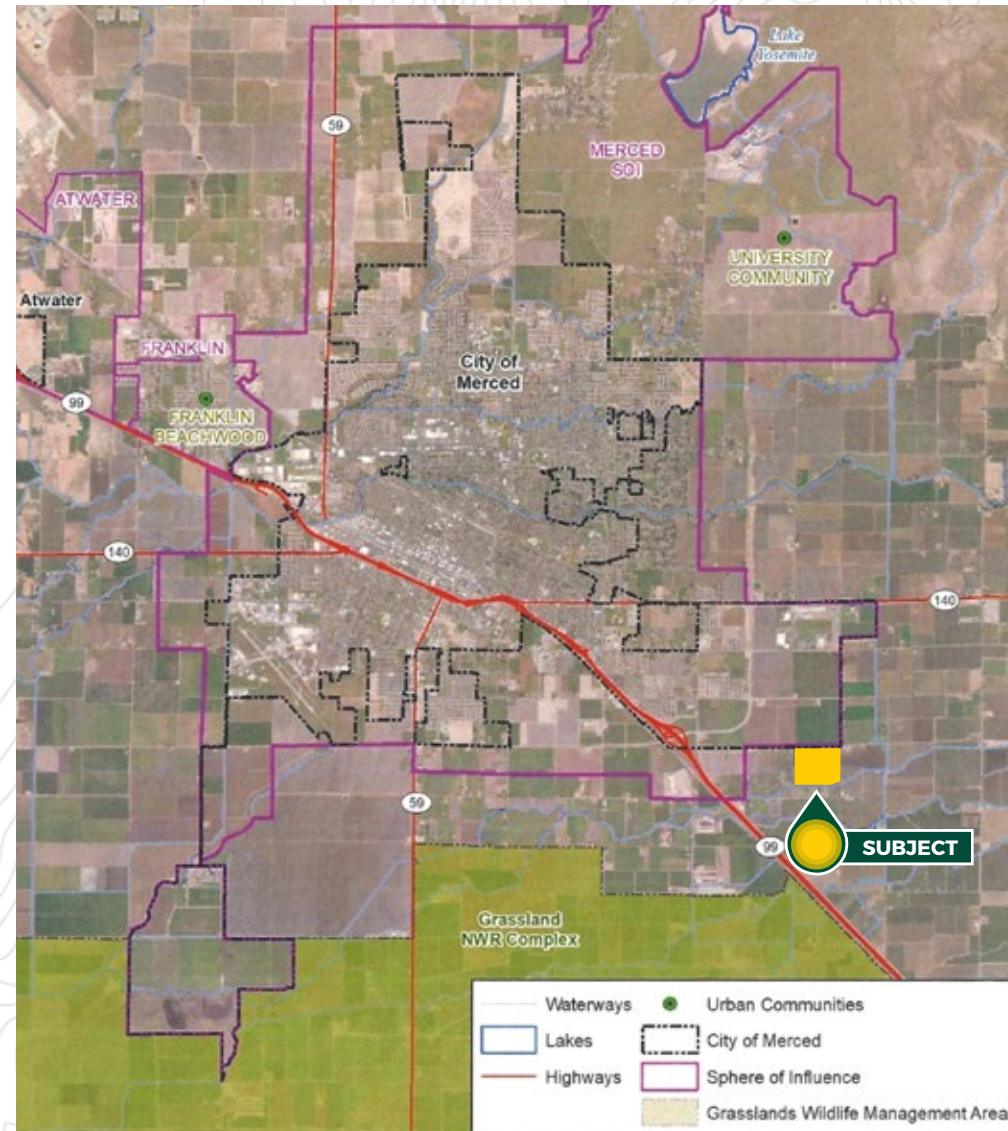 Lake
Yosemite
59
MERCED
SOI
ATWATER
UNIVERSITY
COMMUNITY
Atwater
FRANKLIN
City of
Merced
99
FRANKLIN
BEACHWOOD
140
140
59
99
SUBJECT
Grassland
NWR Complex
Waterways
Urban Communities
Lakes
City of Merced
Highways
Sphere of Influence
Grasslands Wildlife Management Area